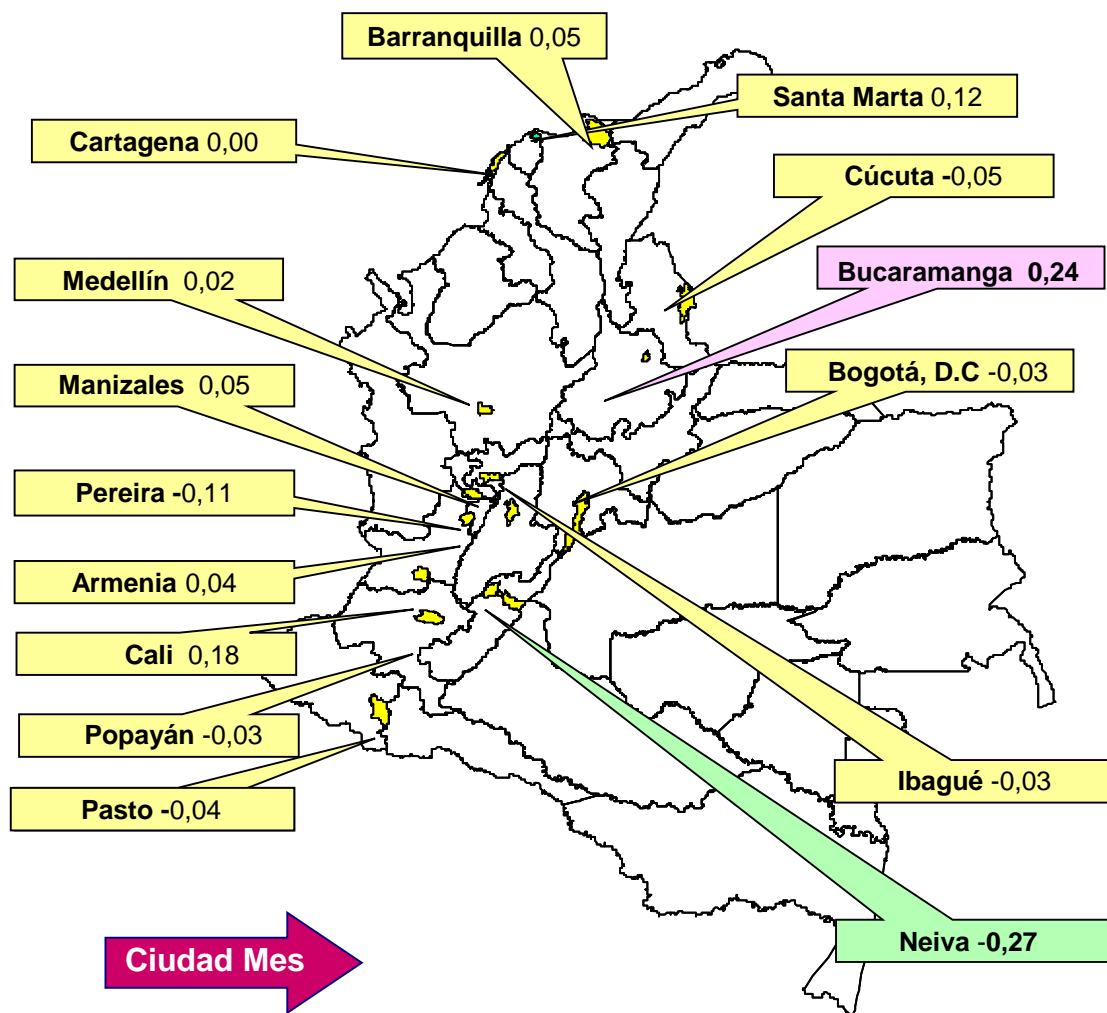 Barranquilla 0,05
Santa Marta 0,12
Cartagena 0,00
Cúcuta -0,05
Bucaramanga 0,24
Medellín 0,02
Bogotá, D.C -0,03
Manizales 0,05
Pereira -0,11
Armenia 0,04
Cali 0,18
Popayán -0,03
Ibagué -0,03
Pasto -0,04
Neiva -0,27
Ciudad Mes